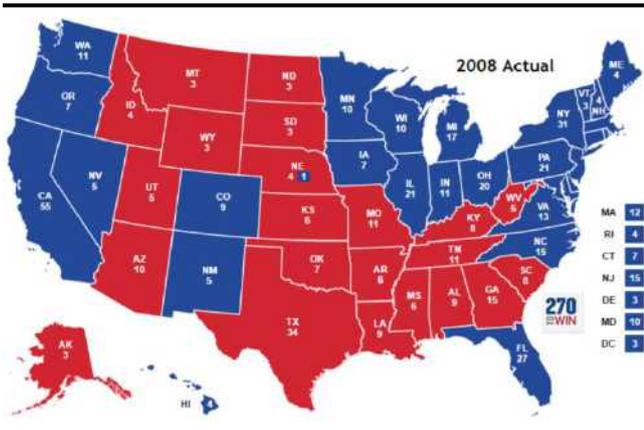 2008 Actual
WA
11
OR
7
CA
55
NV
5
ID
4
MT
3
WY
3
UT
5
AZ
10
CO
9
NM
5
ND
3
SD
3
NE
4 1
KS
6
OK
7
TX
34
MN
10
IA
7
MO
11
AR
6
LA
9
WI
10
IL
21
MI
17
IN
11
OH
20
KY
8
TN
11
MS
6
AL
9
GA
15
FL
27
SC
8
NC
15
VA
13
WV
5
PA
21
NY
31
VT
3
4
NH
ME
4
AK
3
HI 4
MA 12
RI 4
CT 7
NJ 15
DE 3
MD 10
DC 3
270
TO
WIN